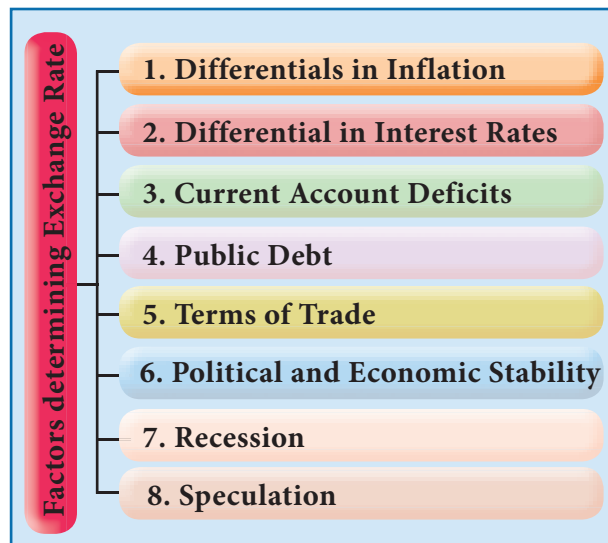 Factors determining Exchange Rate
1. Differentials in Inflation
2. Differential in Interest Rates
3. Current Account Deficits
4. Public Debt
5. Terms of Trade
6. Political and Economic Stability
7. Recession
8. Speculation